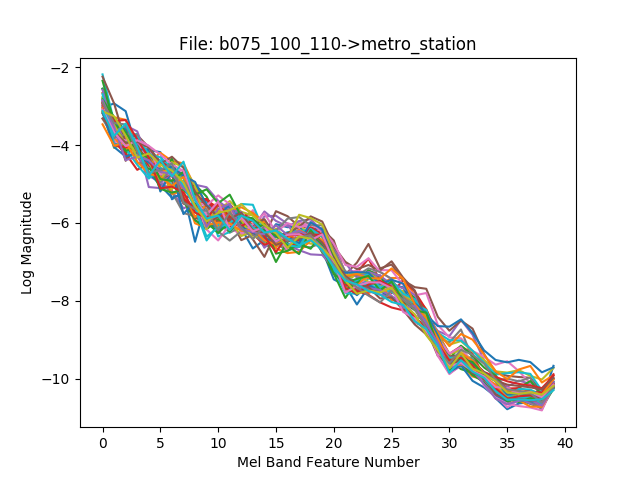 File: b075_100_110->metro_station
−2
−4
−6
−8
−10
Log Magnitude
0 5 10 15 20 25 30 35 40
Mel Band Feature Number